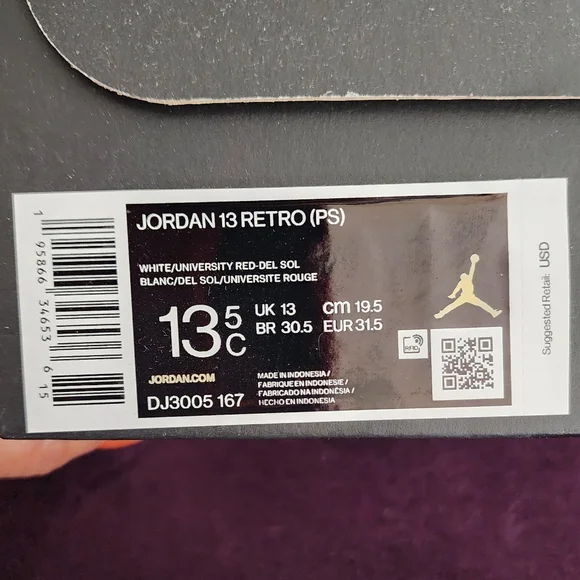 JORDAN 13 RETRO (PS)
WHITE/UNIVERSITY RED-DEL SOL
BLANC/DEL SOL/UNIVERSITE ROUGE
13 5 C
UK 13 cm 19.5
BR 30.5 EUR 31.5
RFID
JORDAN.COM
DJ3005 167
MADE IN INDONESIA /
FABRIQUE EN INDONESIE /
FABRICADO NA INDONÉSIA /
HECHO EN INDONESIA
1 95866 34653 6 15
Suggested Retail: USD